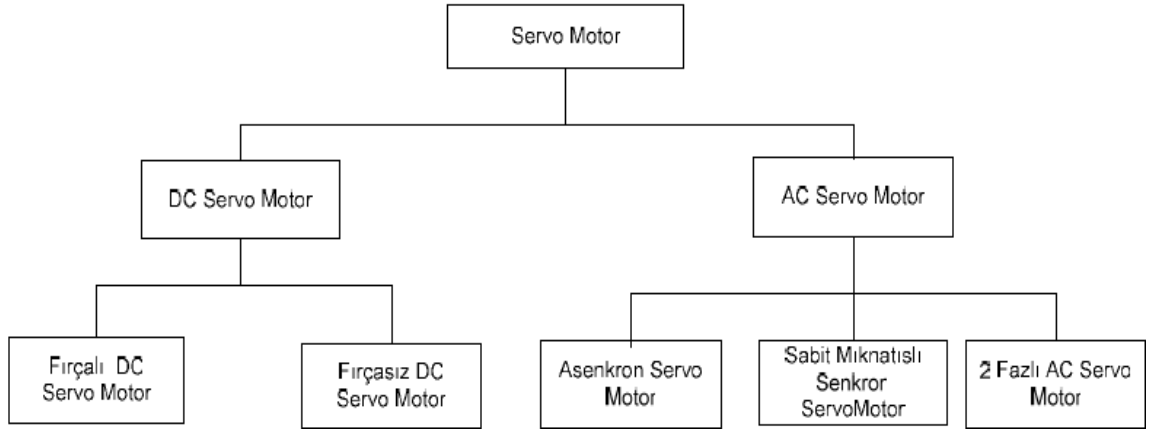 Servo Motor
DC Servo Motor
AC Servo Motor
Fırçalı DC
Servo Motor
Fırçasız DC
Servo Motor
Asenkron Servo
Motor
Sabit Mıknatıslı
Senkror
ServoMotor
2 Fazlı AC Servo
Motor